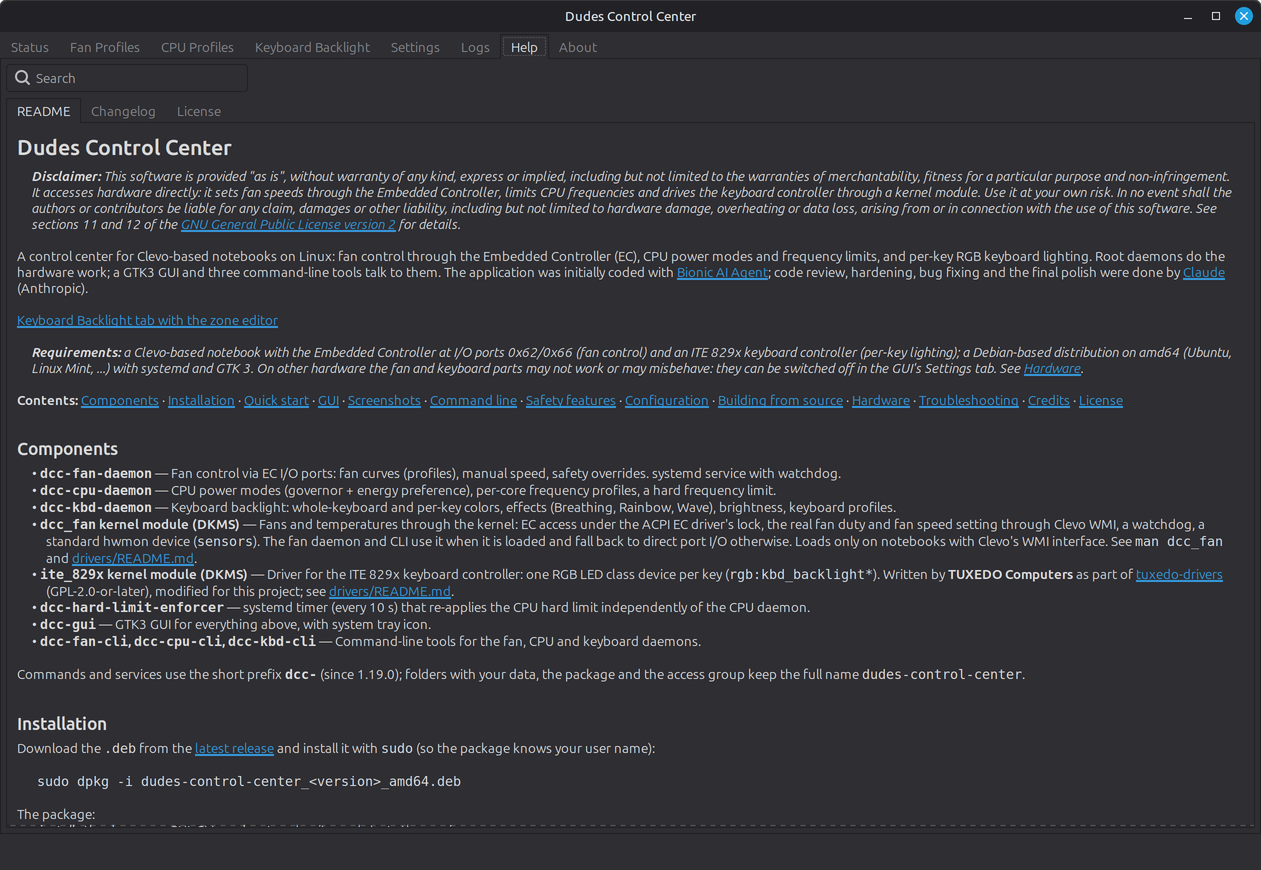 Dudes Control Center
Status Fan Profiles CPU Profiles Keyboard Backlight Settings Logs Help About
Search
README Changelog License
Dudes Control Center
Disclaimer: This software is provided "as is", without warranty of any kind, express or implied, including but not limited to the warranties of merchantability, fitness for a particular purpose and non-infringement.
It accesses hardware directly: it sets fan speeds through the Embedded Controller, limits CPU frequencies and drives the keyboard controller through a kernel module. Use it at your own risk. In no event shall the
authors or contributors be liable for any claim, damages or other liability, including but not limited to hardware damage, overheating or data loss, arising from or in connection with the use of this software. See
sections 11 and 12 of the GNU General Public License version 2 for details.
A control center for Clevo-based notebooks on Linux: fan control through the Embedded Controller (EC), CPU power modes and frequency limits, and per-key RGB keyboard lighting. Root daemons do the
hardware work; a GTK3 GUI and three command-line tools talk to them. The application was initially coded with Bionic AI Agent; code review, hardening, bug fixing and the final polish were done by Claude
(Anthropic).
Keyboard Backlight tab with the zone editor
Requirements: a Clevo-based notebook with the Embedded Controller at I/O ports 0x62/0x66 (fan control) and an ITE 829x keyboard controller (per-key lighting); a Debian-based distribution on amd64 (Ubuntu,
Linux Mint, ...) with systemd and GTK 3. On other hardware the fan and keyboard parts may not work or may misbehave: they can be switched off in the GUI's Settings tab. See Hardware.
Contents: Components · Installation · Quick start · GUI · Screenshots · Command line · Safety features · Configuration · Building from source · Hardware · Troubleshooting · Credits · License
Components
• dcc-fan-daemon — Fan control via EC I/O ports: fan curves (profiles), manual speed, safety overrides. systemd service with watchdog.
• dcc-cpu-daemon — CPU power modes (governor + energy preference), per-core frequency profiles, a hard frequency limit.
• dcc-kbd-daemon — Keyboard backlight: whole-keyboard and per-key colors, effects (Breathing, Rainbow, Wave), brightness, keyboard profiles.
• dcc_fan kernel module (DKMS) — Fans and temperatures through the kernel: EC access under the ACPI EC driver's lock, the real fan duty and fan speed setting through Clevo WMI, a watchdog, a
standard hwmon device (sensors). The fan daemon and CLI use it when it is loaded and fall back to direct port I/O otherwise. Loads only on notebooks with Clevo's WMI interface. See man dcc_fan
and drivers/README.md.
• ite_829x kernel module (DKMS) — Driver for the ITE 829x keyboard controller: one RGB LED class device per key (rgb:kbd_backlight*). Written by TUXEDO Computers as part of tuxedo-drivers
(GPL-2.0-or-later), modified for this project; see drivers/README.md.
• dcc-hard-limit-enforcer — systemd timer (every 10 s) that re-applies the CPU hard limit independently of the CPU daemon.
• dcc-gui — GTK3 GUI for everything above, with system tray icon.
• dcc-fan-cli, dcc-cpu-cli, dcc-kbd-cli — Command-line tools for the fan, CPU and keyboard daemons.
Commands and services use the short prefix dcc- (since 1.19.0); folders with your data, the package and the access group keep the full name dudes-control-center.
Installation
Download the .deb from the latest release and install it with sudo (so the package knows your user name):
sudo dpkg -i dudes-control-center_<version>_amd64.deb
The package: